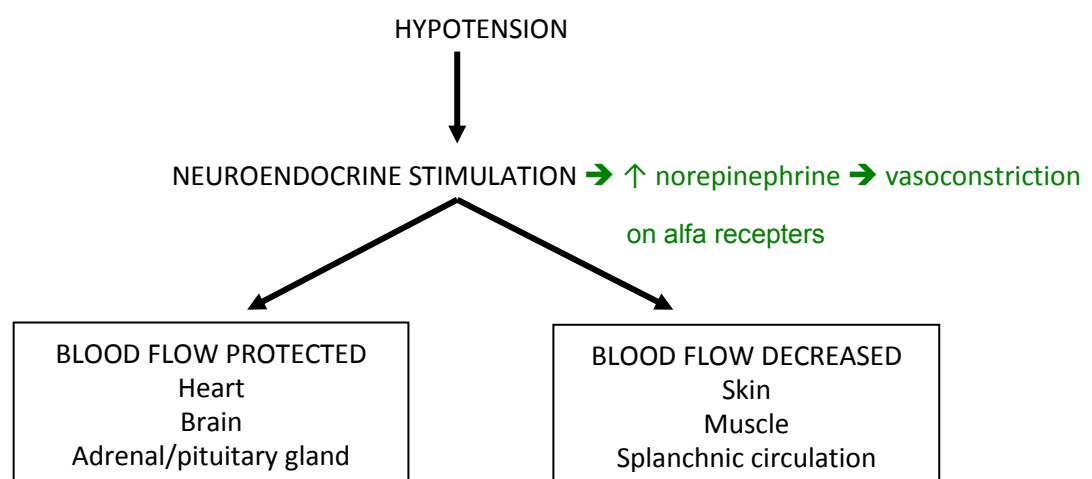 HYPOTENSION
NEUROENDOCRINE STIMULATION ➔ ↑ norepinephrine ➔ vasoconstriction
on alfa recepters
BLOOD FLOW PROTECTED
Heart
Brain
Adrenal/pituitary gland
BLOOD FLOW DECREASED
Skin
Muscle
Splanchnic circulation